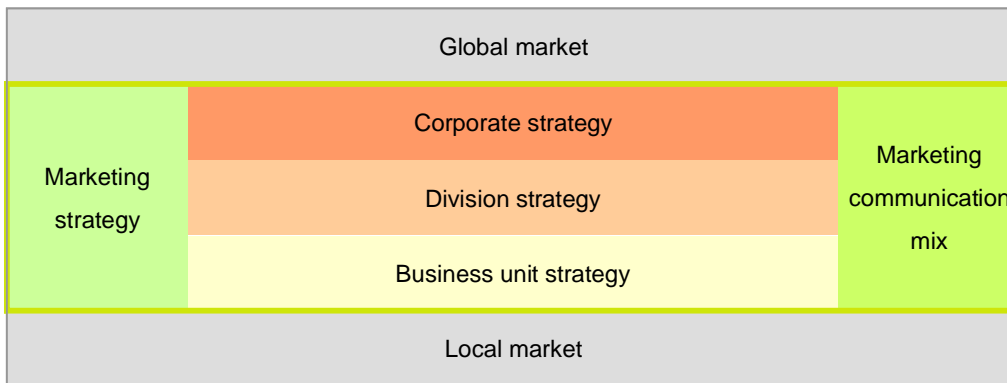 Global market
Marketing
strategy
Corporate strategy
Division strategy
Business unit strategy
Marketing
communication
mix
Local market